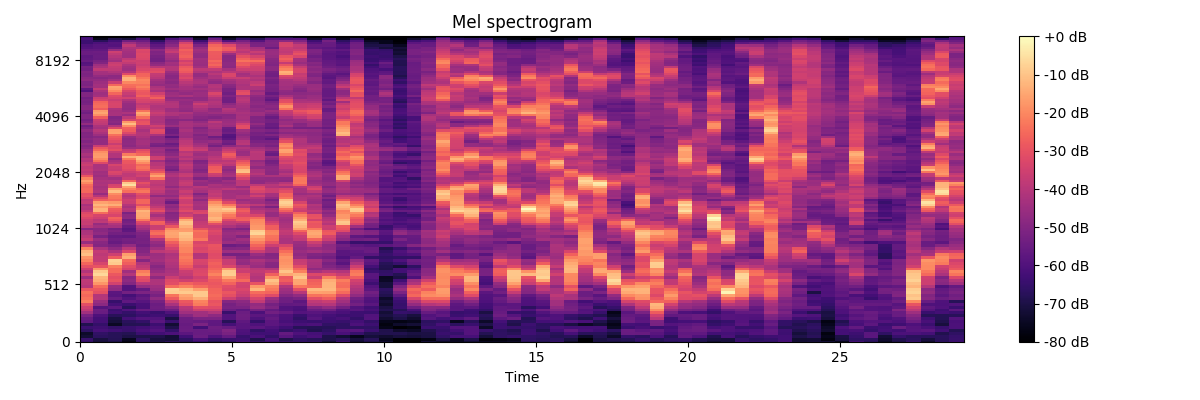 Mel spectrogram
8192
4096
2048
1024
512
0
Hz
0 5 10 15 20 25
Time
+0 dB
-10 dB
-20 dB
-30 dB
-40 dB
-50 dB
-60 dB
-70 dB
-80 dB